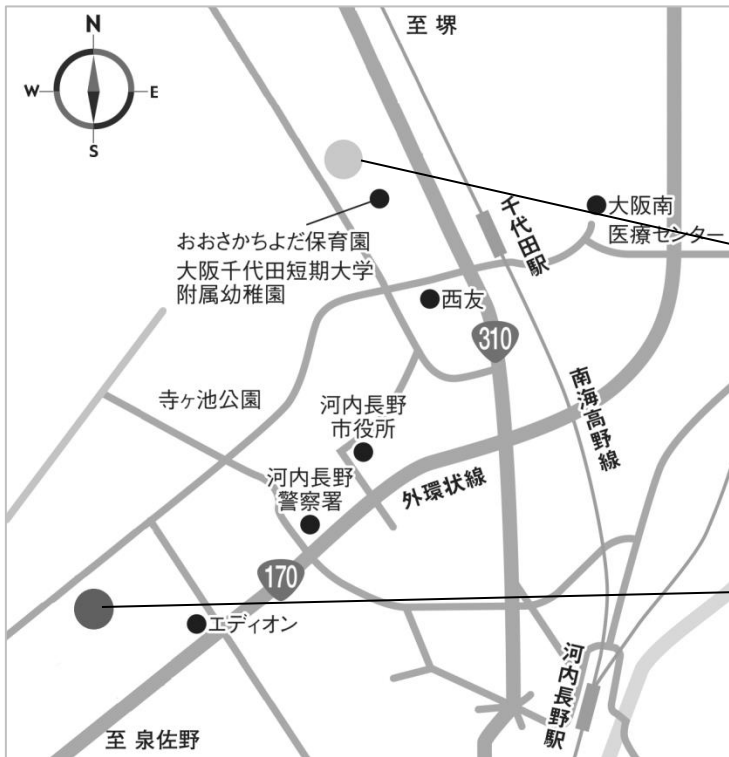 至 堺
N
W
E
S
おおさかちよだ保育園
大阪千代田短期大学
附属幼稚園
千代田駅
大阪南
医療センター
西友
310
南海高野線
寺ヶ池公園
河内長野
市役所
河内長野
警察署
外環状線
170
エディオン
河内長野駅
至 泉佐野